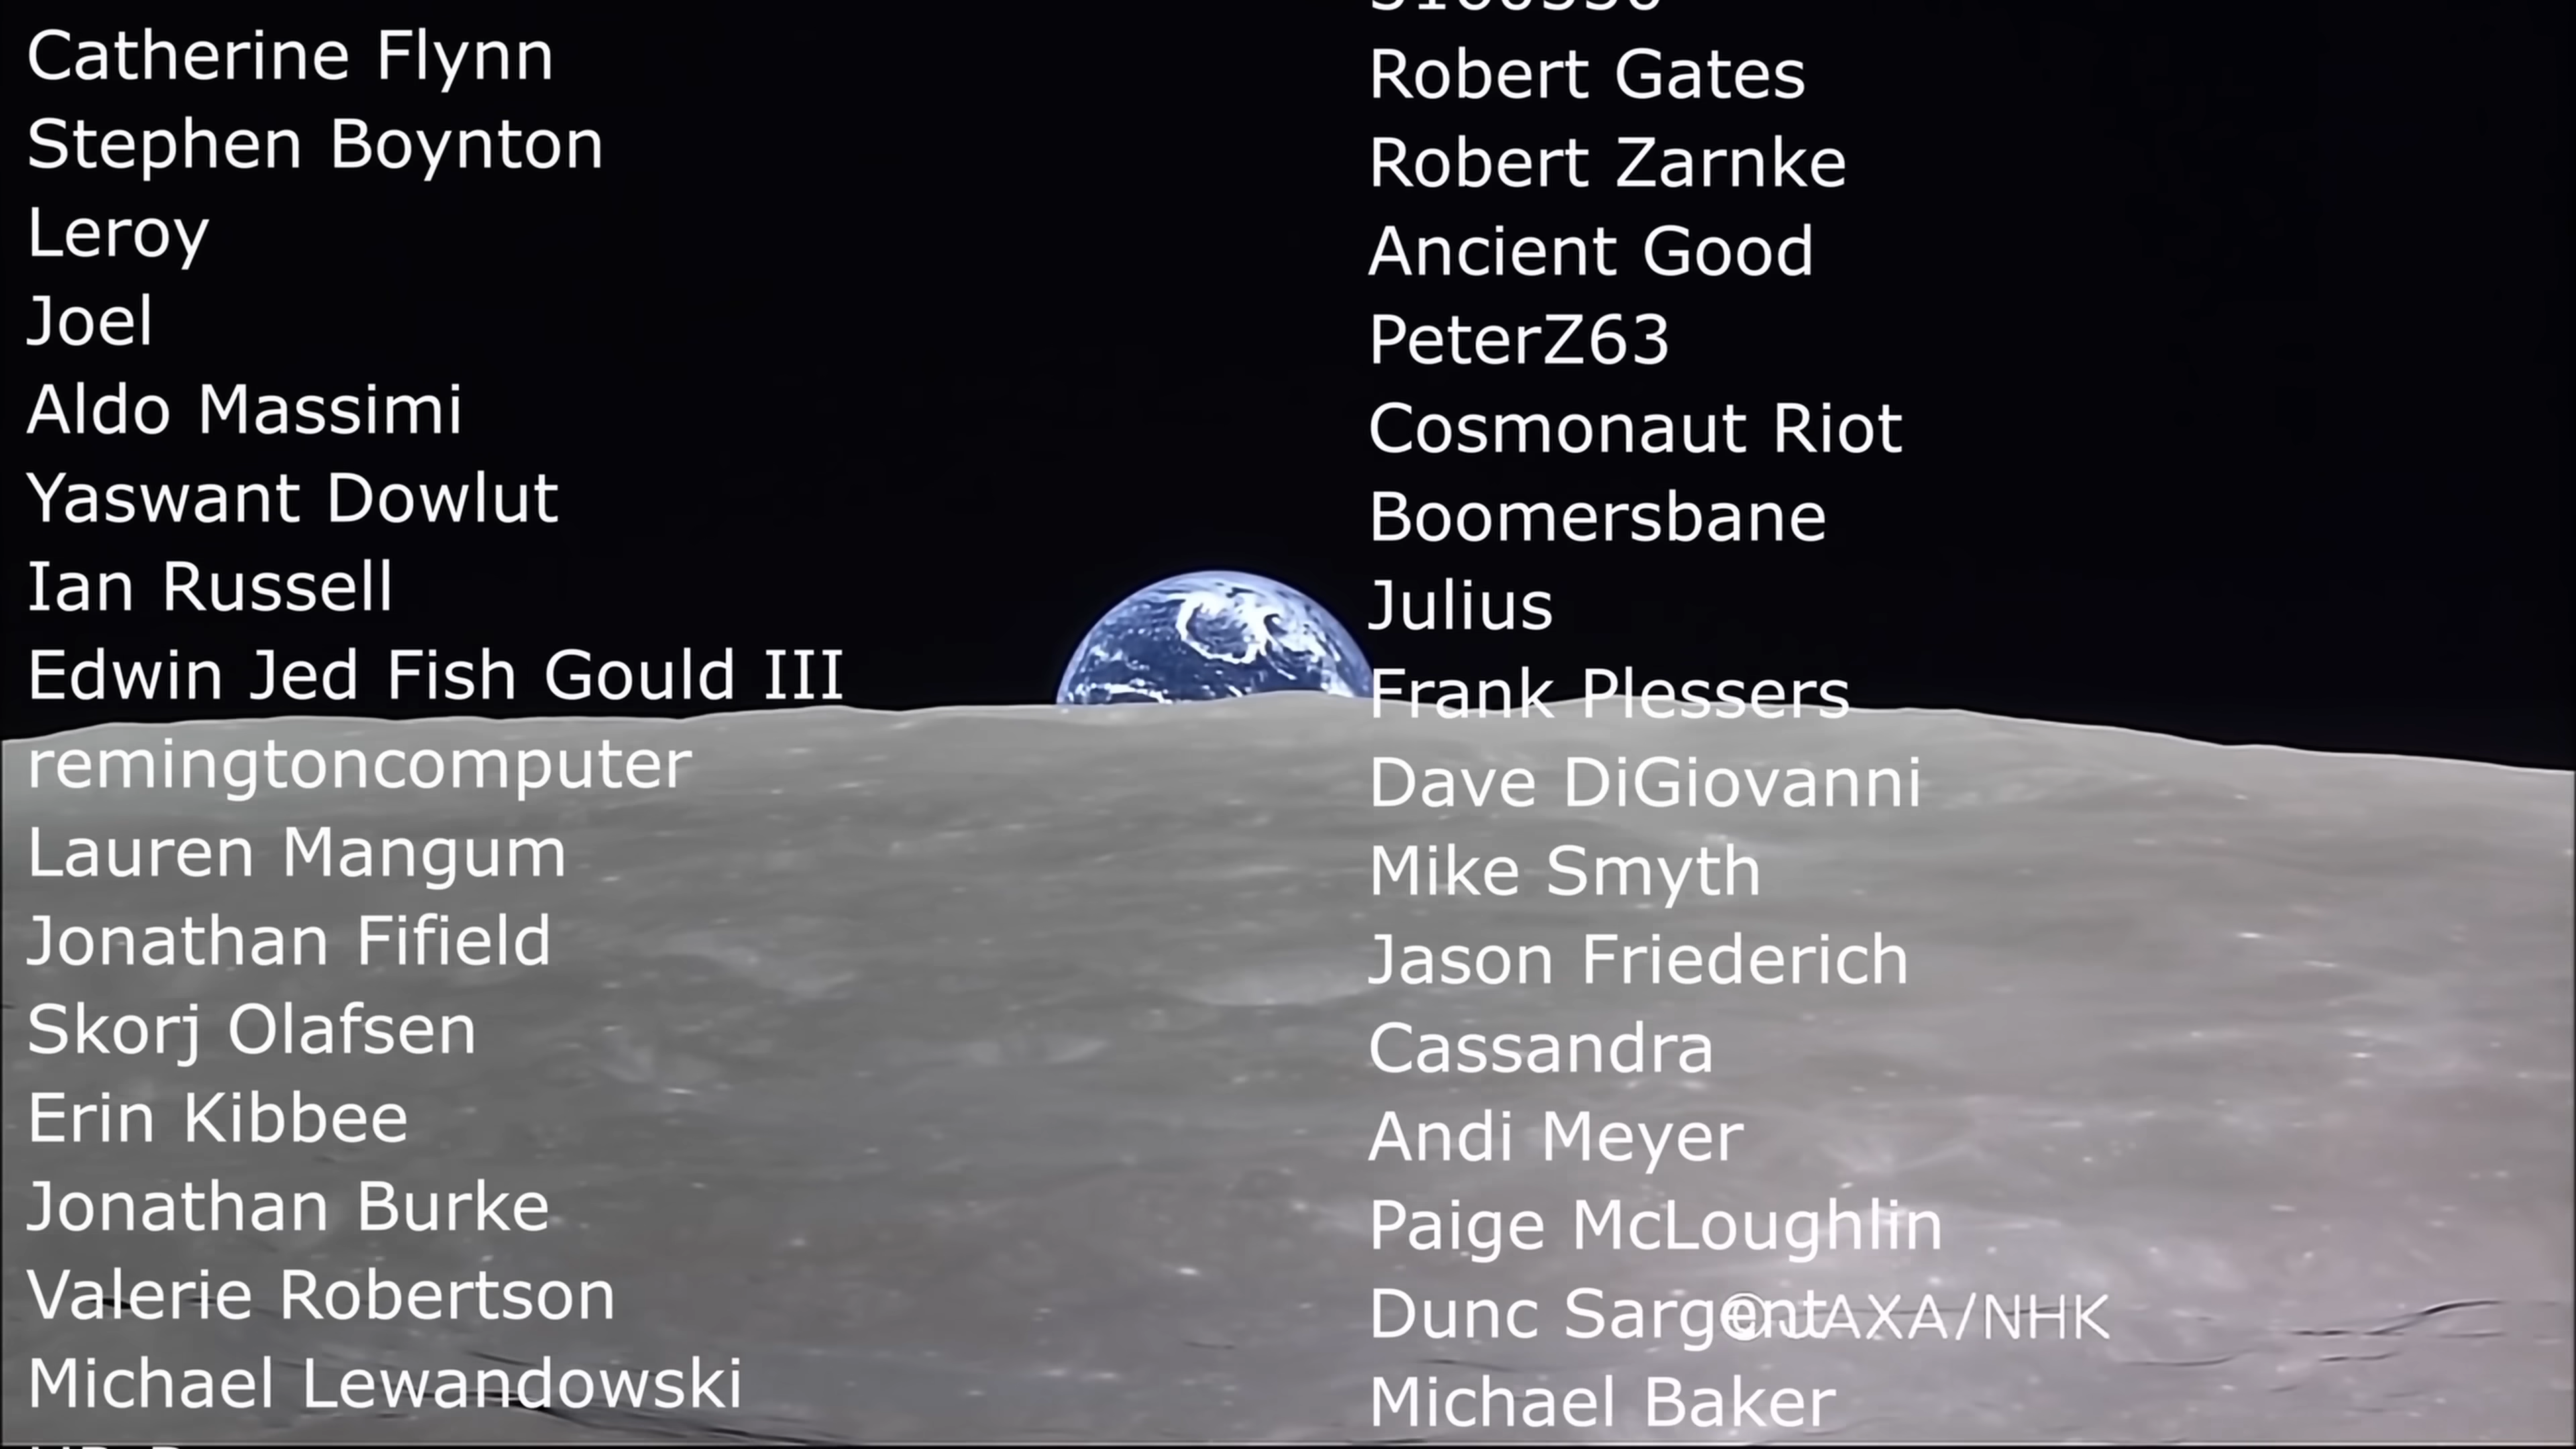 Catherine Flynn
Stephen Boynton
Leroy
Joel
Aldo Massimi
Yaswant Dowlut
Ian Russell
Edwin Jed Fish Gould III
remingtoncomputer
Lauren Mangum
Jonathan Fifield
Skorj Olafsen
Erin Kibbee
Jonathan Burke
Valerie Robertson
Michael Lewandowski
Robert Gates
Robert Zarnke
Ancient Good
PeterZ63
Cosmonaut Riot
Boomersbane
Julius
Frank Plessers
Dave DiGiovanni
Mike Smyth
Jason Friederich
Cassandra
Andi Meyer
Paige McLoughlin
Dunc Sargent
©JAXA/NHK
Michael Baker